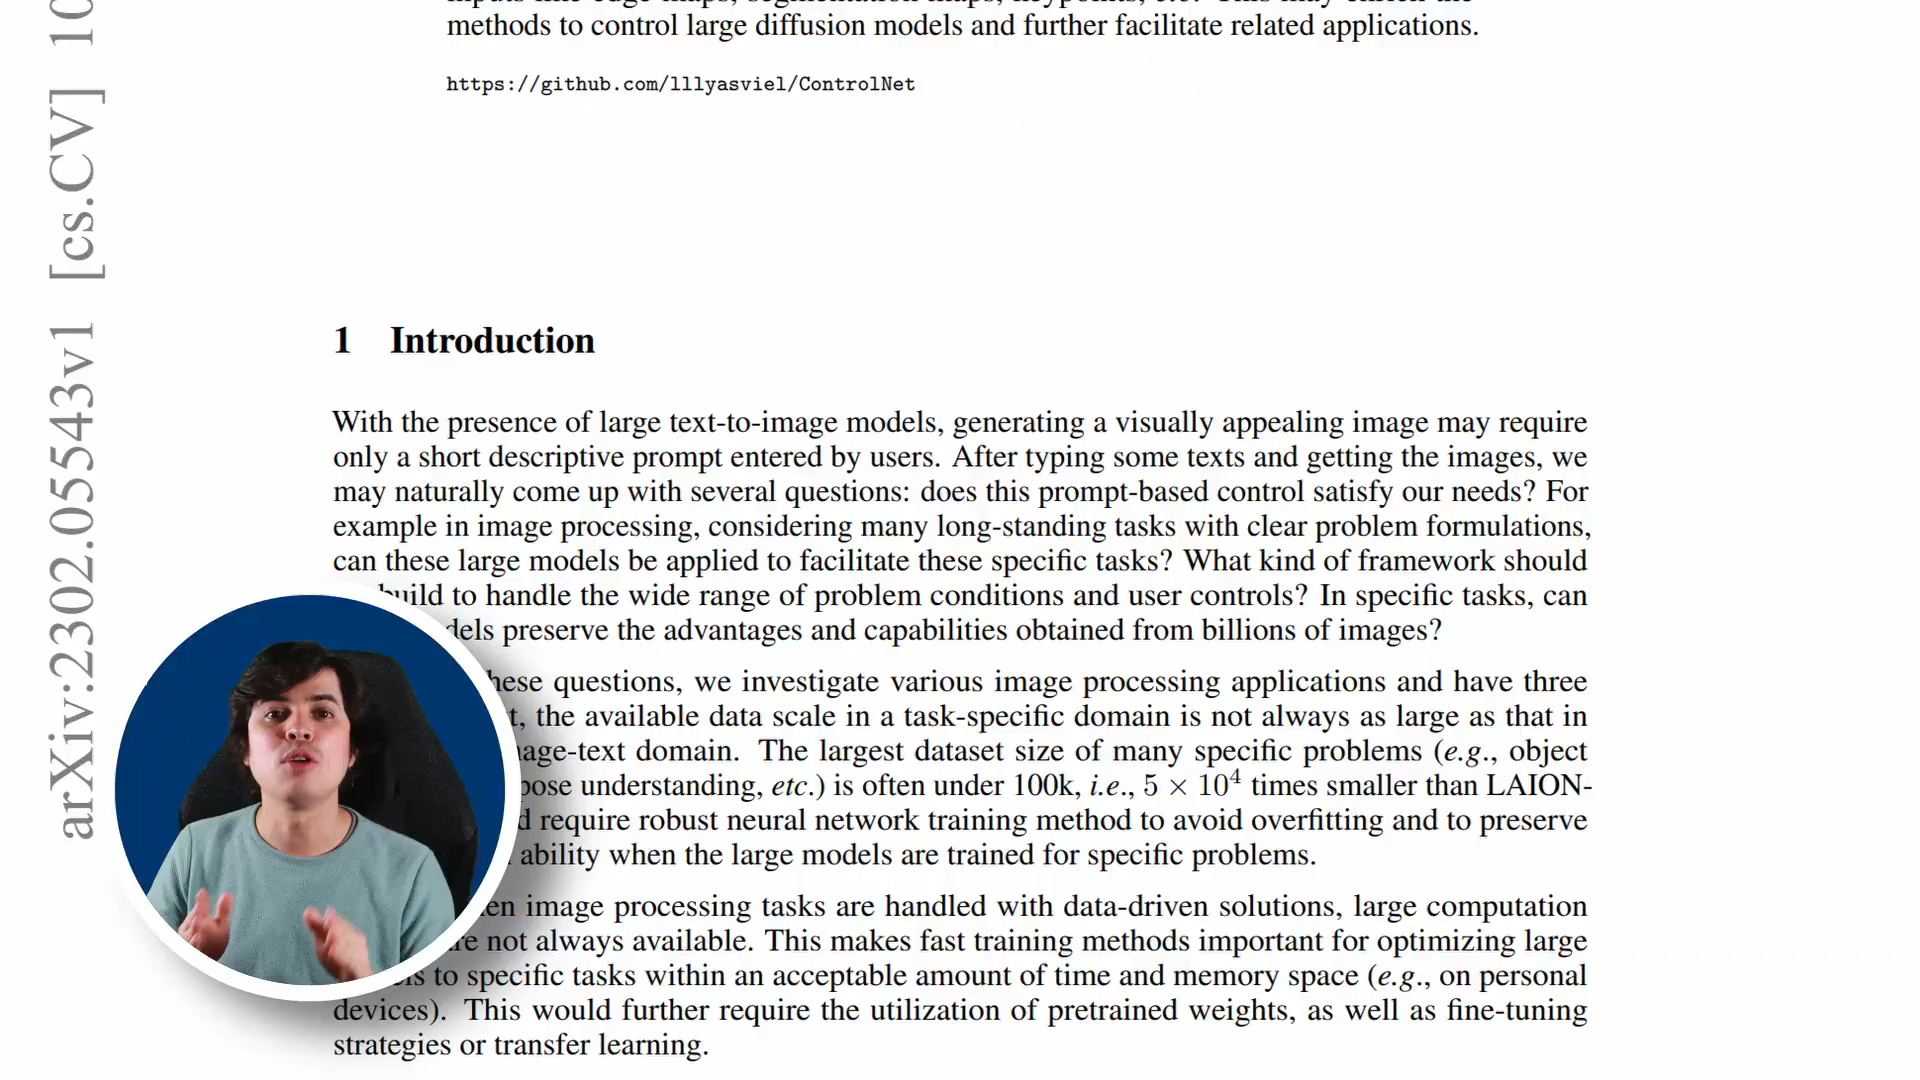 methods to control large diffusion models and further facilitate related applications.
https://github.com/lllyasviel/ControlNet
arXiv:2302.05543v1 [cs.CV] 10
1 Introduction
With the presence of large text-to-image models, generating a visually appealing image may require
only a short descriptive prompt entered by users. After typing some texts and getting the images, we
may naturally come up with several questions: does this prompt-based control satisfy our needs? For
example in image processing, considering many long-standing tasks with clear problem formulations,
can these large models be applied to facilitate these specific tasks? What kind of framework should
build to handle the wide range of problem conditions and user controls? In specific tasks, can
preserve the advantages and capabilities obtained from billions of images?
these questions, we investigate various image processing applications and have three
the available data scale in a task-specific domain is not always as large as that in
image-text domain. The largest dataset size of many specific problems (e.g., object
pose understanding, etc.) is often under 100k, i.e., 5 × 10⁴ times smaller than LAION-
require robust neural network training method to avoid overfitting and to preserve
ability when the large models are trained for specific problems.
image processing tasks are handled with data-driven solutions, large computation
not always available. This makes fast training methods important for optimizing large
to specific tasks within an acceptable amount of time and memory space (e.g., on personal
devices). This would further require the utilization of pretrained weights, as well as fine-tuning
strategies or transfer learning.